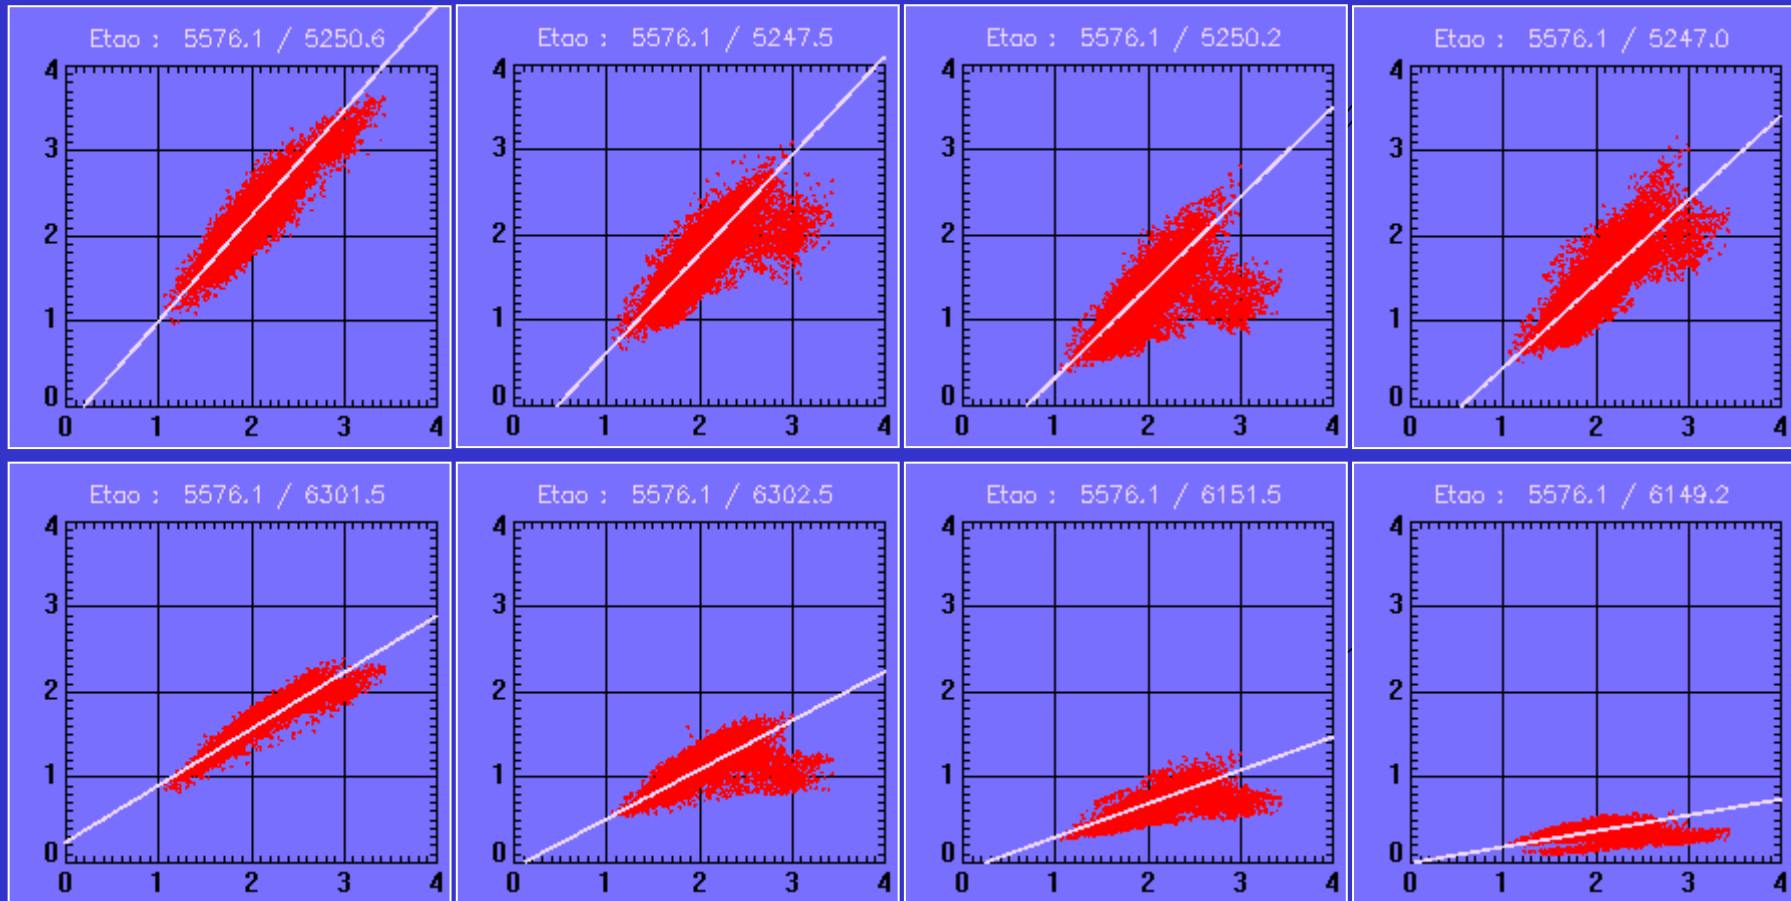 Etao : 5576.1 / 5250.6
4
3
2
1
0
0 1 2 3 4
Etao : 5576.1 / 5247.5
4
3
2
1
0
0 1 2 3 4
Etao : 5576.1 / 5250.2
4
3
2
1
0
0 1 2 3 4
Etao : 5576.1 / 5247.0
4
3
2
1
0
0 1 2 3 4
Etao : 5576.1 / 6301.5
4
3
2
1
0
0 1 2 3 4
Etao : 5576.1 / 6302.5
4
3
2
1
0
0 1 2 3 4
Etao : 5576.1 / 6151.5
4
3
2
1
0
0 1 2 3 4
Etao : 5576.1 / 6149.2
4
3
2
1
0
0 1 2 3 4